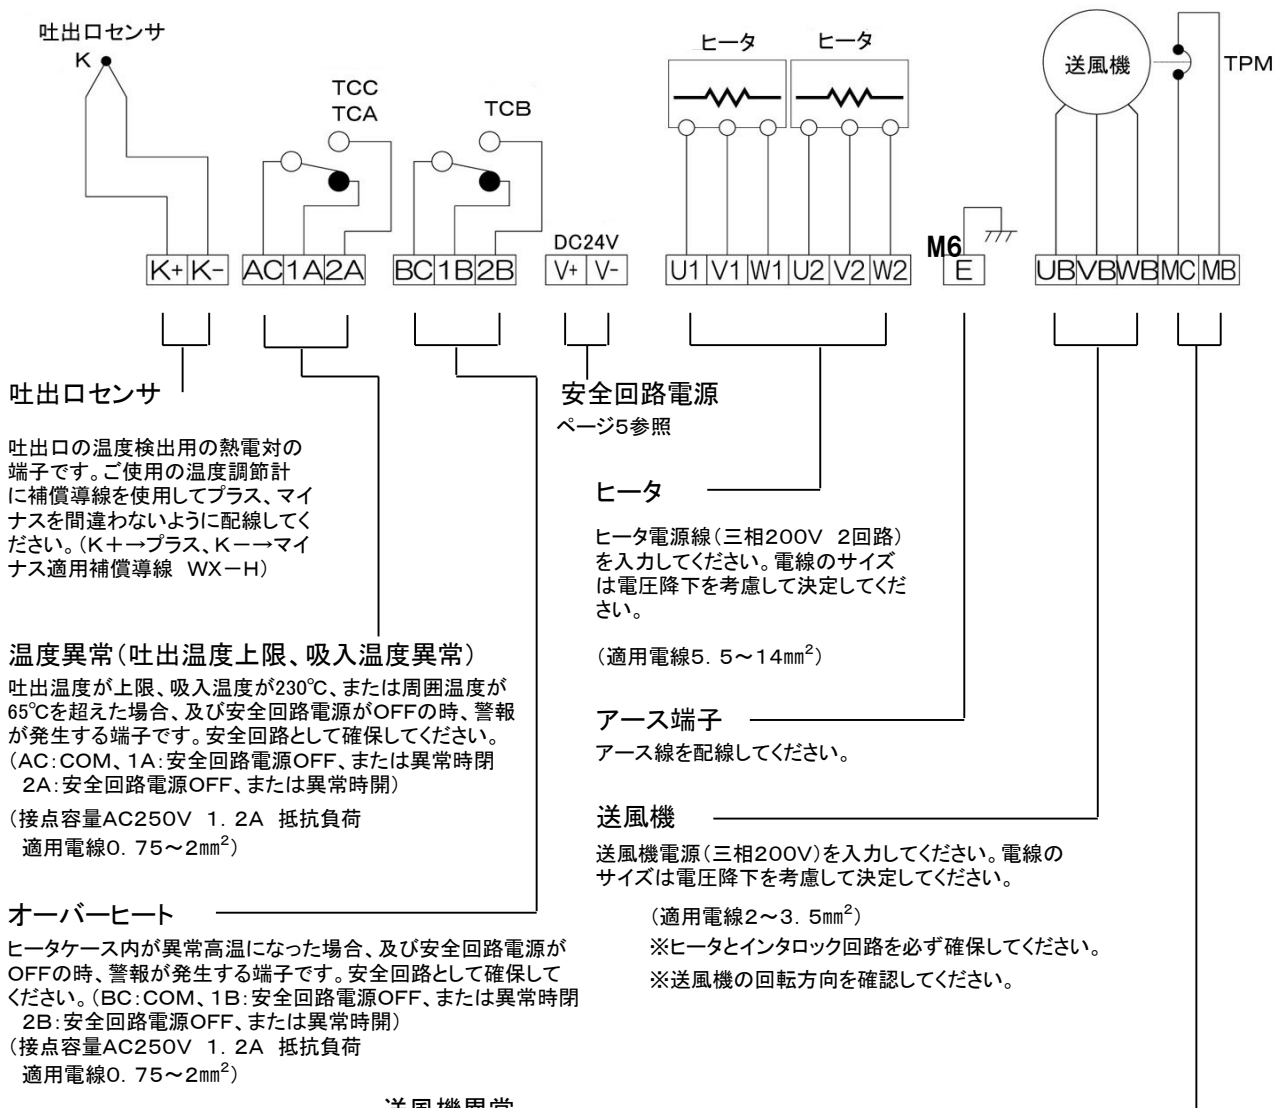 吐出口センサ
K
TCC
TCA
TCB
ヒータ
ヒータ
送風機
TPM
DC24V
M6
K+ K-
AC 1A 2A
BC 1B 2B
V+ V-
U1 V1 W1 U2 V2 W2
E
UB VB WB MC MB
吐出口センサ
吐出口の温度検出用の熱電対の
端子です。ご使用の温度調節計
に補償導線を使用してプラス、マイ
ナスを間違わないように配線してく
ださい。（K＋→プラス、K－→マイ
ナス適用補償導線 WX－H）
温度異常（吐出温度上限、吸入温度異常）
吐出温度が上限、吸入温度が230℃、または周囲温度が
65℃を超えた場合、及び安全回路電源がOFFの時、警報
が発生する端子です。安全回路として確保してください。
（AC：COM、1A：安全回路電源OFF、または異常時閉
2A：安全回路電源OFF、または異常時開）
（接点容量AC250V 1．2A 抵抗負荷
適用電線0．75～2㎜²）
オーバーヒート
ヒータケース内が異常高温になった場合、及び安全回路電源が
OFFの時、警報が発生する端子です。安全回路として確保して
ください。（BC：COM、1B：安全回路電源OFF、または異常時閉
2B：安全回路電源OFF、または異常時開）
（接点容量AC250V 1．2A 抵抗負荷
適用電線0．75～2㎜²）
安全回路電源
ページ5参照
ヒータ
ヒータ電源線（三相200V 2回路）
を入力してください。電線のサイズ
は電圧降下を考慮して決定してくだ
さい。
（適用電線5．5～14㎜²）
アース端子
アース線を配線してください。
送風機
送風機電源（三相200V）を入力してください。電線の
サイズは電圧降下を考慮して決定してください。
（適用電線2～3．5㎜²）
※ヒータとインタロック回路を必ず確保してください。
※送風機の回転方向を確認してください。
送風機異常